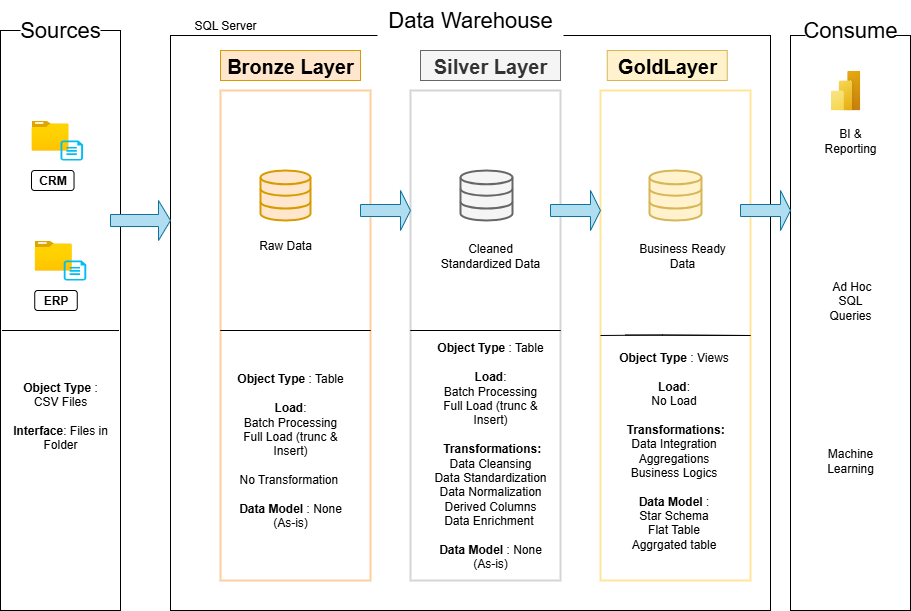 Sources
CRM
ERP
Object Type :
CSV Files
Interface: Files in
Folder
SQL Server
Data Warehouse
Bronze Layer
Raw Data
Object Type : Table
Load:
Batch Processing
Full Load (trunc &
Insert)
No Transformation
Data Model : None
(As-is)
Silver Layer
Cleaned
Standardized Data
Object Type : Table
Load:
Batch Processing
Full Load (trunc &
Insert)
Transformations:
Data Cleansing
Data Standardization
Data Normalization
Derived Columns
Data Enrichment
Data Model : None
(As-is)
GoldLayer
Business Ready
Data
Object Type : Views
Load:
No Load
Transformations:
Data Integration
Aggregations
Business Logics
Data Model :
Star Schema
Flat Table
Aggrgated table
Consume
BI &
Reporting
Ad Hoc
SQL
Queries
Machine
Learning